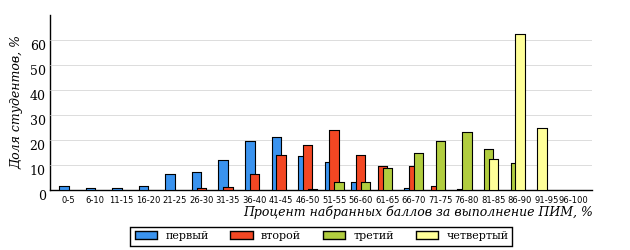 Доля студентов, %
60
50
40
30
20
10
0
0-5 6-10 11-15 16-20 21-25 26-30 31-35 36-40 41-45 46-50 51-55 56-60 61-65 66-70 71-75 76-80 81-85 86-90 91-95 96-100
Процент набранных баллов за выполнение ПИМ, %
первый второй третий четвертый